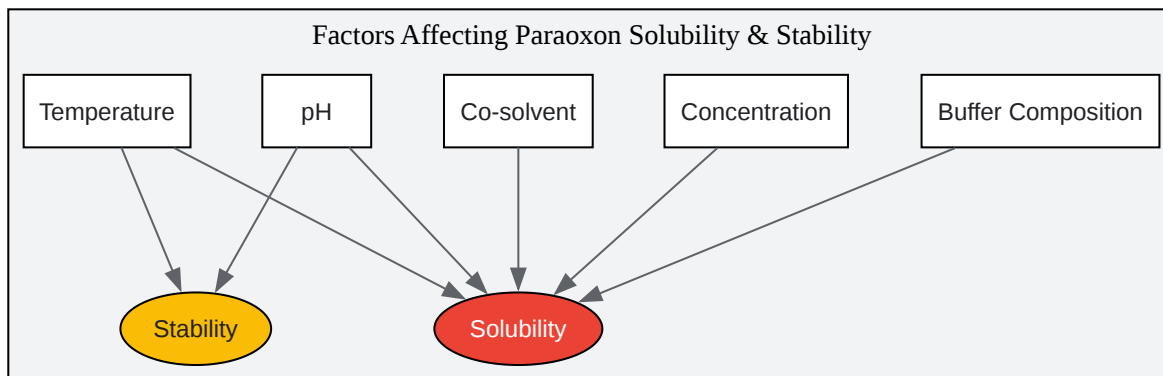 Factors Affecting Paraoxon Solubility & Stability
Temperature
pH
Co-solvent
Concentration
Buffer Composition
Stability
Solubility